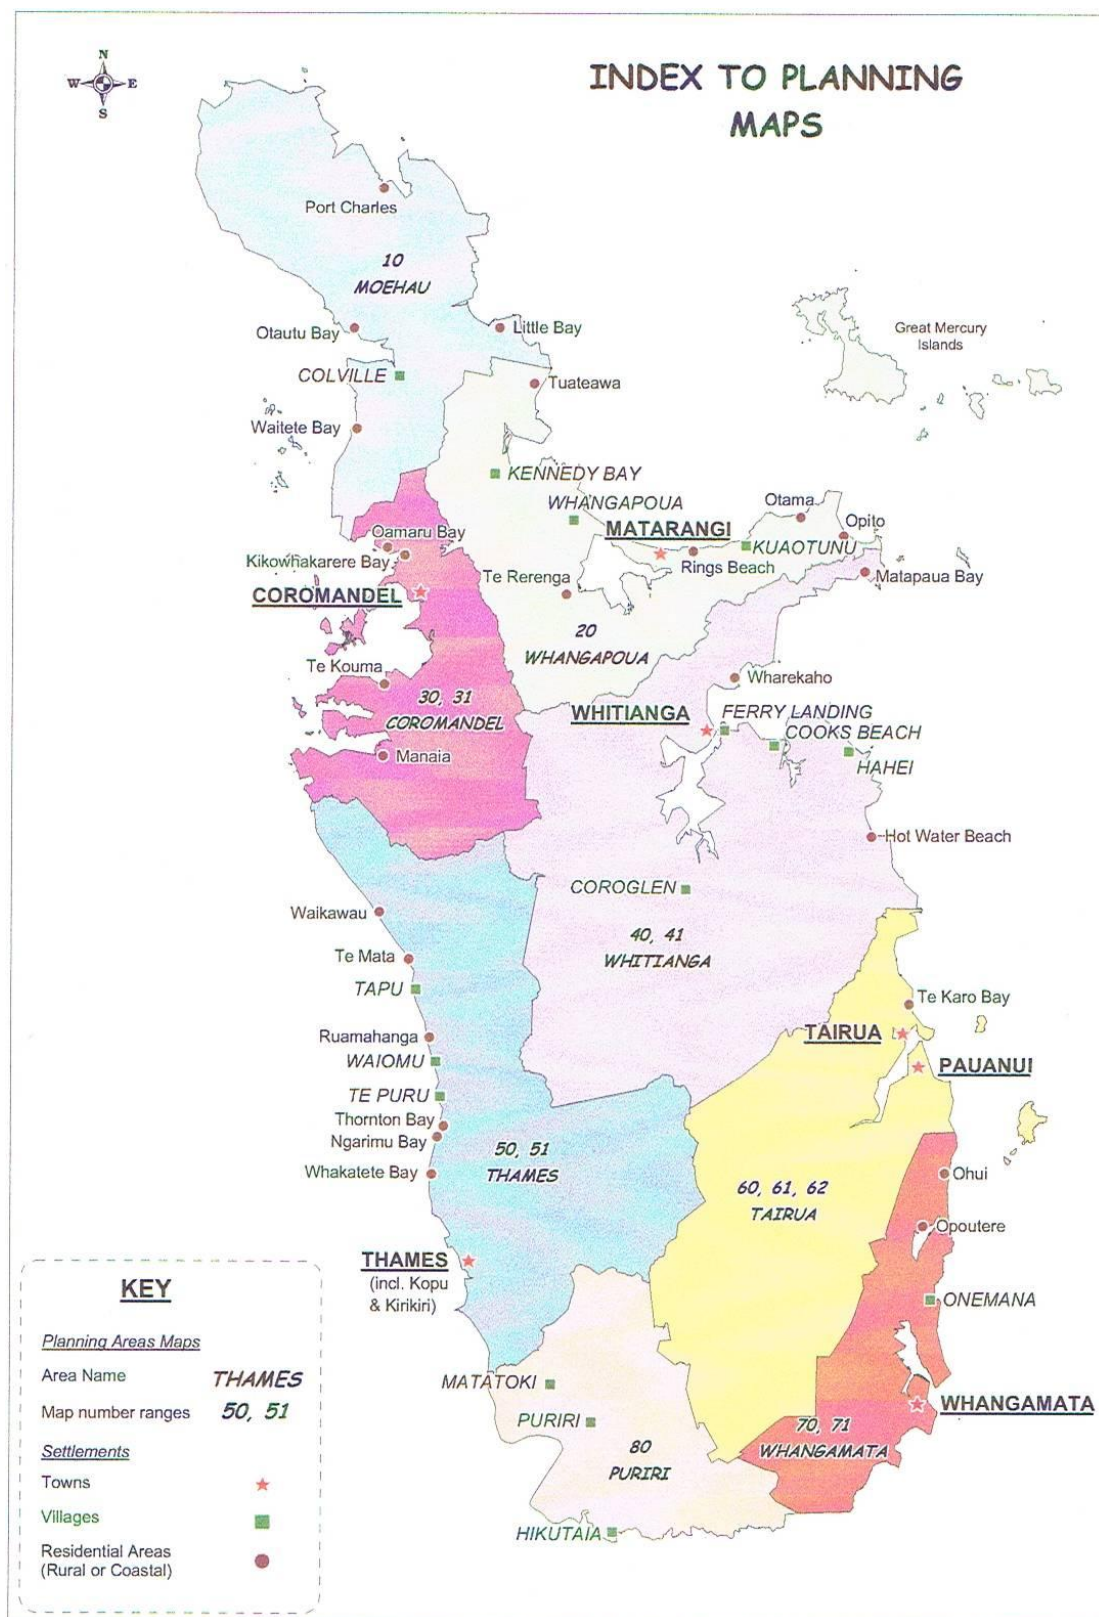 INDEX TO PLANNING
MAPS
N
W
E
S
Port Charles
10
MOEHAU
Otautu Bay
Little Bay
Great Mercury
Islands
COLVILLE
Tuateawa
Waitete Bay
KENNEDY BAY
WHANGAPOUA
Otama
MATARANGI
Opito
Oamaru Bay
KUAOTUNU
Kikowhakarere Bay
Rings Beach
Te Rerenga
Matapaua Bay
COROMANDEL
20
WHANGAPOUA
Te Kouma
Wharekaho
30, 31
COROMANDEL
WHITIANGA
FERRY LANDING
COOKS BEACH
Manaia
HAHEI
Hot Water Beach
COROGLEN
Waikawau
40, 41
WHITIANGA
Te Mata
TAPU
Te Karo Bay
Ruamahanga
TAIRUA
WAIOMU
PAUANUI
TE PURU
Thornton Bay
Ngarimu Bay
50, 51
THAMES
Whakatete Bay
Ohui
60, 61, 62
TAIRUA
Opoutere
THAMES
(incl. Kopu
& Kirikiri)
ONEMANA
MATATOKI
WHANGAMATA
PURIRI
70, 71
WHANGAMATA
80
PURIRI
HIKUTAIA
KEY
Planning Areas Maps
Area Name THAMES
Map number ranges 50, 51
Settlements
Towns
Villages
Residential Areas
(Rural or Coastal)